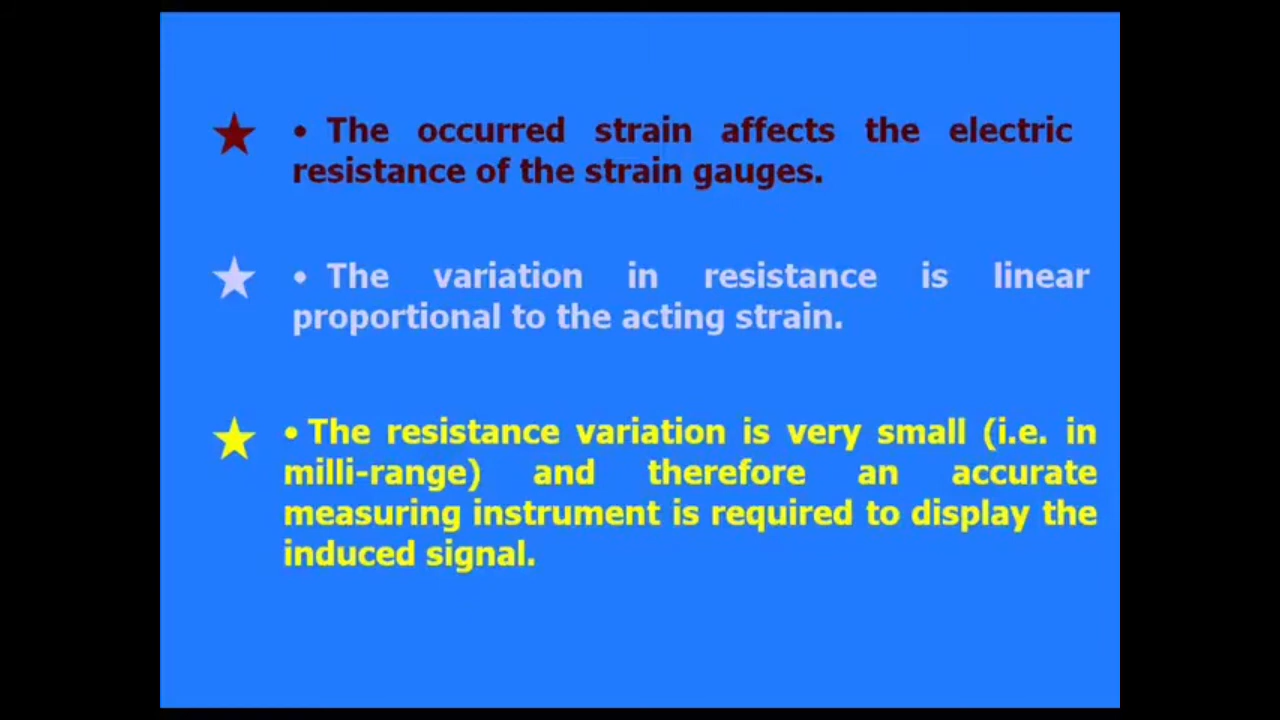 • The occurred strain affects the electric
resistance of the strain gauges.
• The variation in resistance is linear
proportional to the acting strain.
• The resistance variation is very small (i.e. in
milli-range) and therefore an accurate
measuring instrument is required to display the
induced signal.